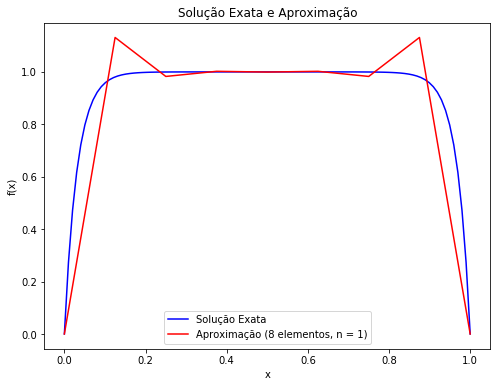 Solução Exata e Aproximação
f(x)
1.0
0.8
0.6
0.4
0.2
0.0
Solução Exata
Aproximação (8 elementos, n = 1)
0.0 0.2 0.4 0.6 0.8 1.0
x